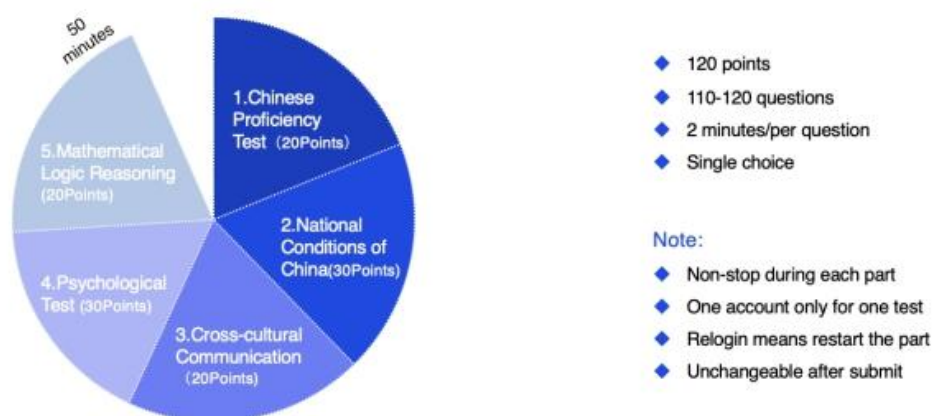 50
minutes
1.Chinese
Proficiency
Test（20Points）
2.National
Conditions of
China(30Points)
3.Cross-cultural
Communication
（20Points）
4.Psychological
Test (30Points)
5.Mathematical
Logic Reasoning
(20Points)
120 points
110-120 questions
2 minutes/per question
Single choice
Note:
Non-stop during each part
One account only for one test
Relogin means restart the part
Unchangeable after submit